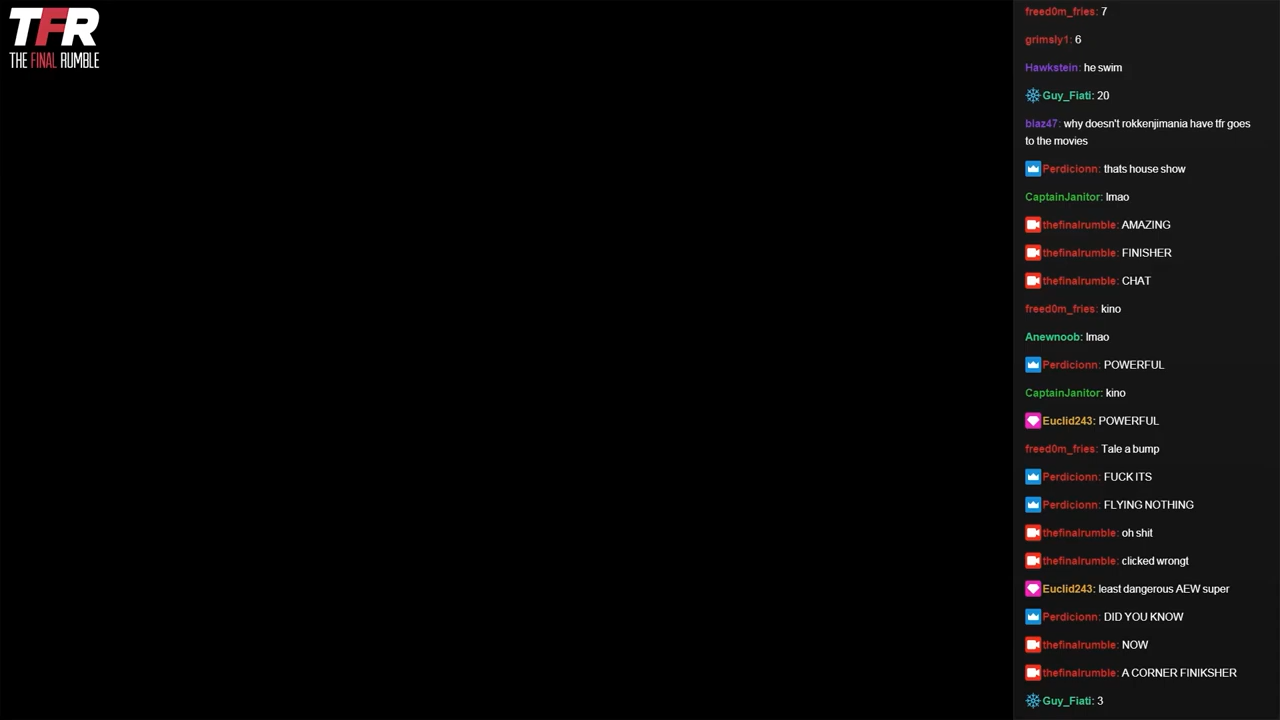 TFR
THE FINAL RUMBLE
freed0m_fries: 7
grimsly1: 6
Hawkstein: he swim
Guy_Fiati: 20
blaz47: why doesn't rokkenjimania have tfr goes
to the movies
Perdicionn: thats house show
CaptainJanitor: lmao
thefinalrumble: AMAZING
thefinalrumble: FINISHER
thefinalrumble: CHAT
freed0m_fries: kino
Anewnoob: lmao
Perdicionn: POWERFUL
CaptainJanitor: kino
Euclid243: POWERFUL
freed0m_fries: Tale a bump
Perdicionn: FUCK ITS
Perdicionn: FLYING NOTHING
thefinalrumble: oh shit
thefinalrumble: clicked wrongt
Euclid243: least dangerous AEW super
Perdicionn: DID YOU KNOW
thefinalrumble: NOW
thefinalrumble: A CORNER FINIKSHER
Guy_Fiati: 3